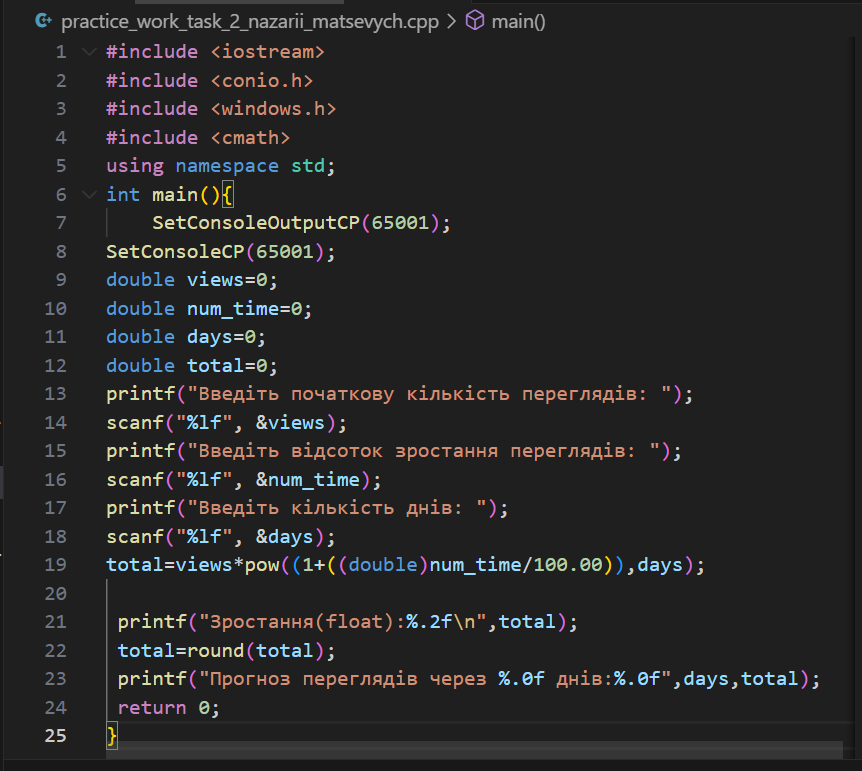 practice_work_task_2_nazarii_matsevych.cpp > main()
1 #include <iostream>
2 #include <conio.h>
3 #include <windows.h>
4 #include <cmath>
5 using namespace std;
6 int main(){
7     SetConsoleOutputCP(65001);
8 SetConsoleCP(65001);
9 double views=0;
10 double num_time=0;
11 double days=0;
12 double total=0;
13 printf("Введіть початкову кількість переглядів: ");
14 scanf("%lf", &views);
15 printf("Введіть відсоток зростання переглядів: ");
16 scanf("%lf", &num_time);
17 printf("Введіть кількість днів: ");
18 scanf("%lf", &days);
19 total=views*pow((1+((double)num_time/100.00)),days);
20
21  printf("Зростання(float):%.2f\n",total);
22  total=round(total);
23  printf("Прогноз переглядів через %.0f днів:%.0f",days,total);
24  return 0;
25 }